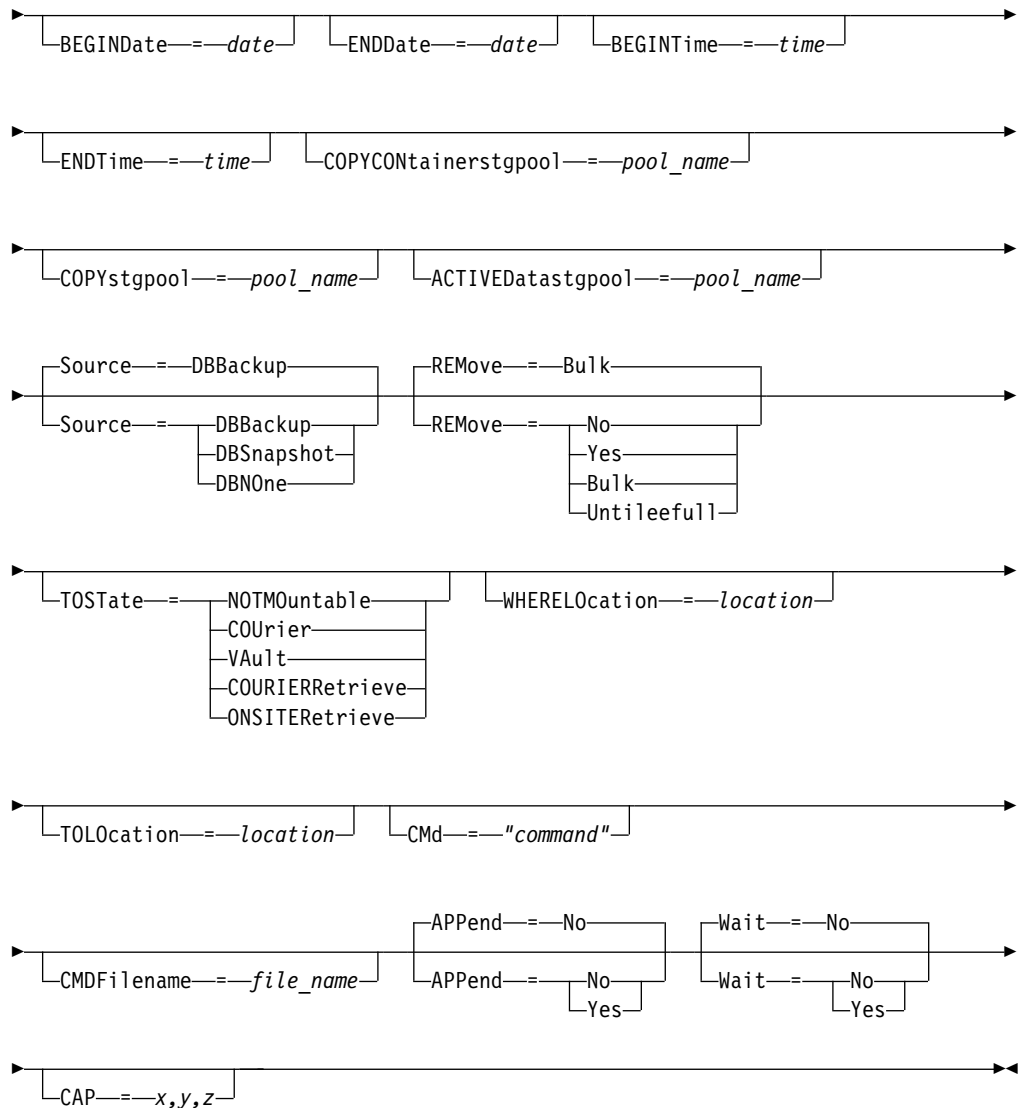 BEGINDate—=—date ENDDate—=—date BEGINTime—=—time
ENDTime—=—time COPYCONtainerstgpool—=—pool_name
COPYstgpool—=—pool_name ACTIVEDatastgpool—=—pool_name
Source—=—DBBackup REMove—=—Bulk
Source—=—DBBackup REMove—=—No
DBSnapshot Yes
DBNOne Bulk
Untileefull
TOSTate—=—NOTMOuntable WHERELOcation—=—location
COUrier
VAult
COURIERRetrieve
ONSITERetrieve
TOLOcation—=—location CMd—=—"command"
APPend—=—No Wait—=—No
CMDFilename—=—file_name APPend—=—No Wait—=—No
Yes Yes
CAP—=—x,y,z